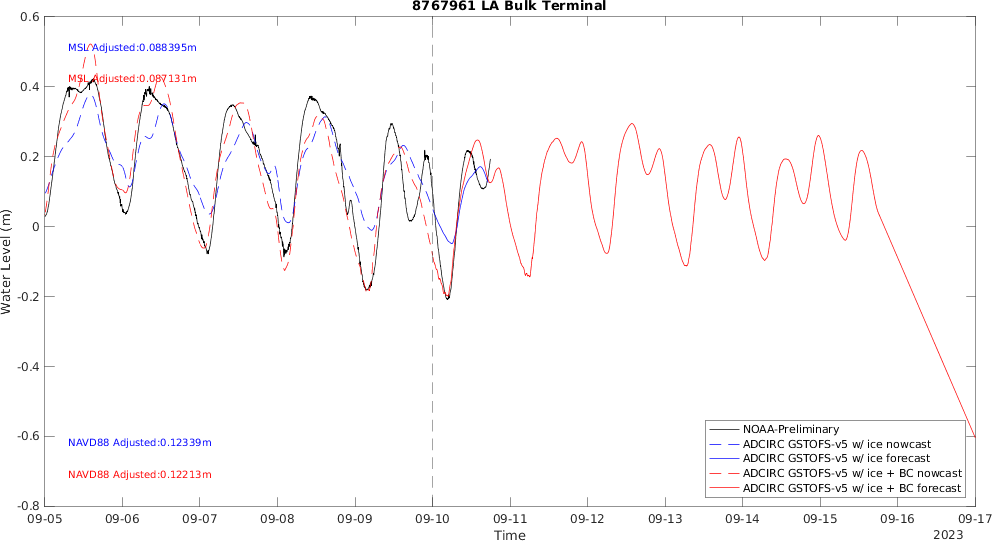 8767961 LA Bulk Terminal
0.6
0.4
0.2
0
-0.2
-0.4
-0.6
-0.8
Water Level (m)
MSL Adjusted:0.088395m
MSL Adjusted:0.087131m
NAVD88 Adjusted:0.12339m
NAVD88 Adjusted:0.12213m
NOAA-Preliminary
ADCIRC GSTOFS-v5 w/ ice nowcast
ADCIRC GSTOFS-v5 w/ ice forecast
ADCIRC GSTOFS-v5 w/ ice + BC nowcast
ADCIRC GSTOFS-v5 w/ ice + BC forecast
09-05 09-06 09-07 09-08 09-09 09-10 09-11 09-12 09-13 09-14 09-15 09-16 09-17
Time
2023